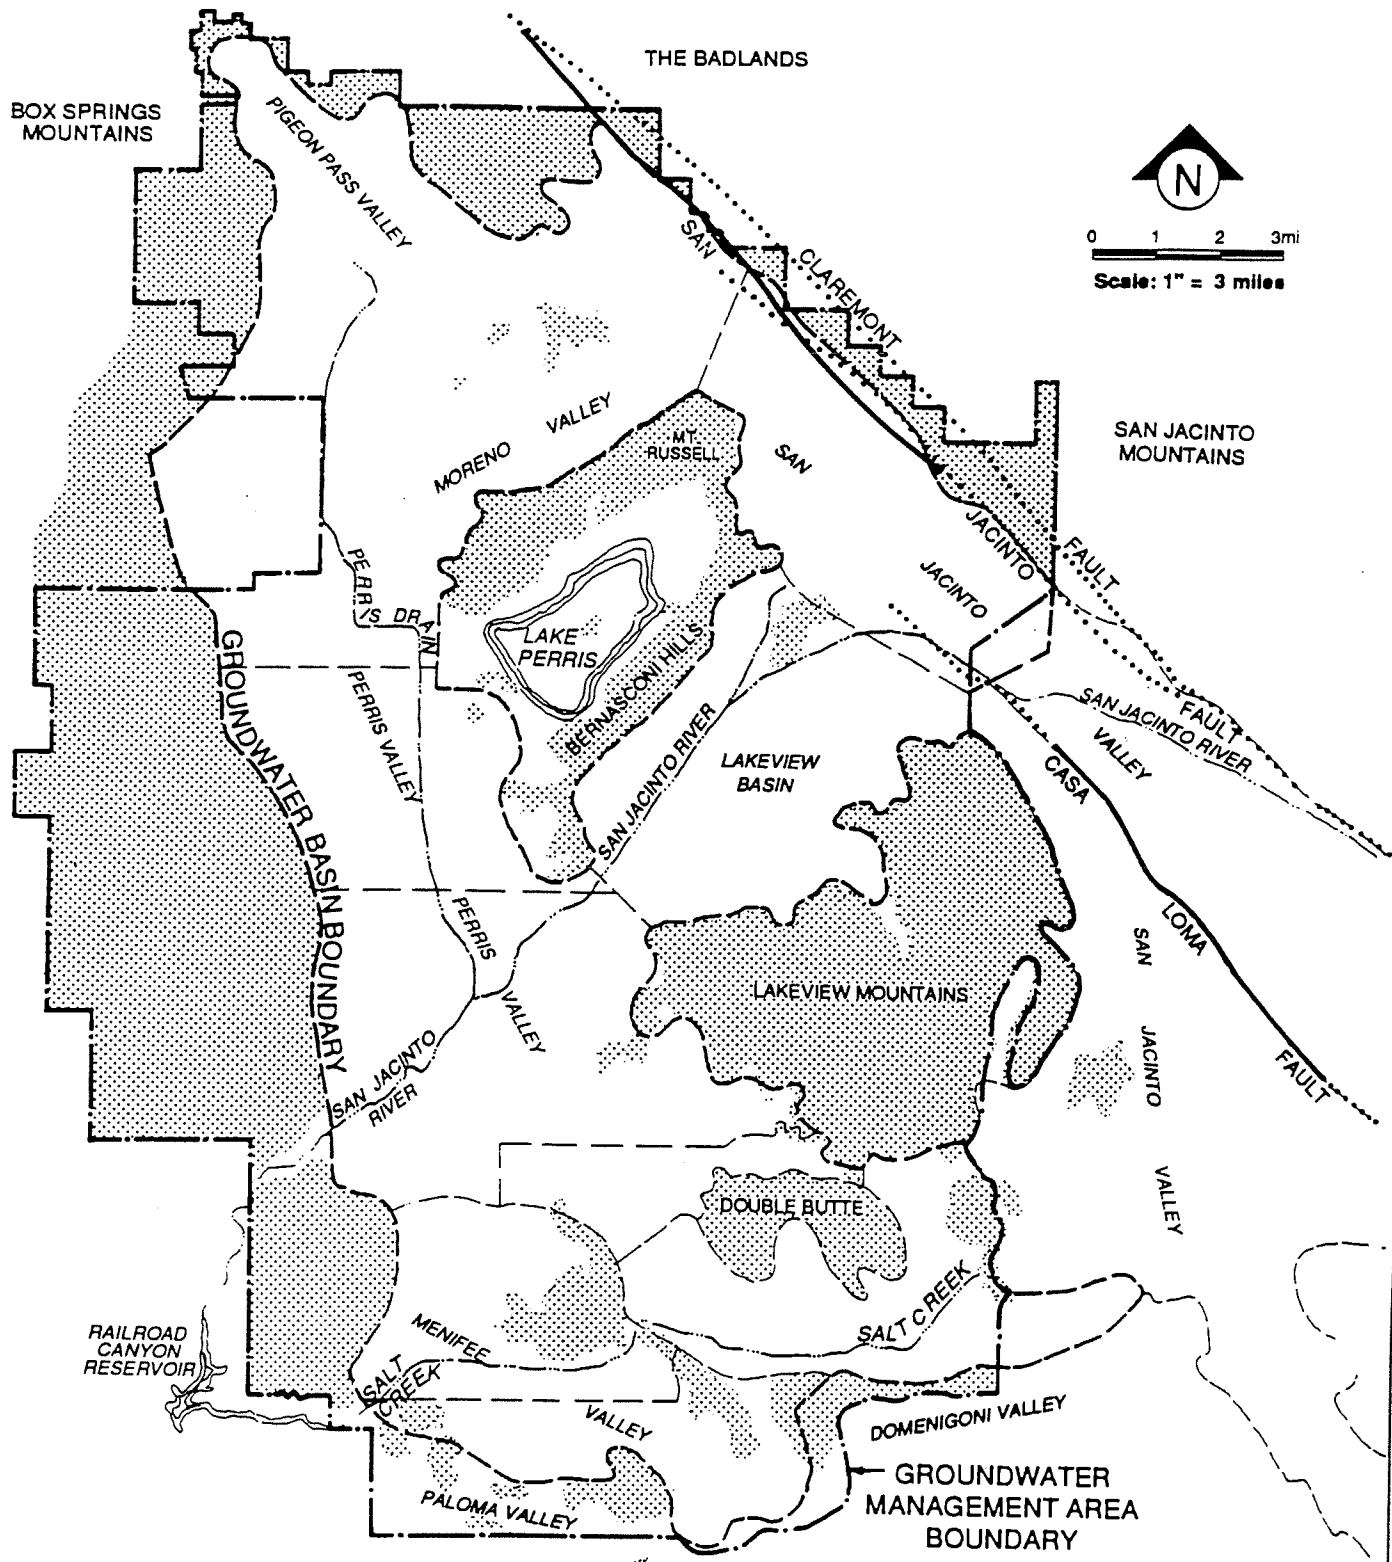 THE BADLANDS
BOX SPRINGS
MOUNTAINS
PIGEON PASS VALLEY
N
0 1 2 3mi
Scale: 1" = 3 miles
SAN
CLAREMONT
MORENO VALLEY
MT.
RUSSELL
SAN
SAN JACINTO
MOUNTAINS
JACINTO
FAULT
JACINTO
PERRIS DRAIN
LAKE
PERRIS
BERNASCONI HILLS
GROUNDWATER BASIN BOUNDARY
PERRIS VALLEY
SAN JACINTO RIVER
LAKEVIEW
BASIN
SAN JACINTO RIVER
FAULT
VALLEY
CASA
LOMA
FAULT
PERRIS
VALLEY
LAKEVIEW MOUNTAINS
SAN
JACINTO
VALLEY
SAN JACINTO
RIVER
DOUBLE BUTTE
SALT CREEK
MENIFEE
RAILROAD
CANYON
RESERVOIR
SALT
CREEK
VALLEY
DOMENIGONI VALLEY
PALOMA VALLEY
GROUNDWATER
MANAGEMENT AREA
BOUNDARY